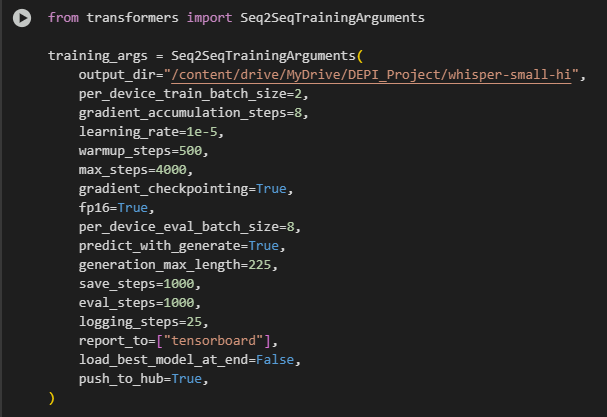 from transformers import Seq2SeqTrainingArguments
training_args = Seq2SeqTrainingArguments(
    output_dir="/content/drive/MyDrive/DEPI_Project/whisper-small-hi",
    per_device_train_batch_size=2,
    gradient_accumulation_steps=8,
    learning_rate=1e-5,
    warmup_steps=500,
    max_steps=4000,
    gradient_checkpointing=True,
    fp16=True,
    per_device_eval_batch_size=8,
    predict_with_generate=True,
    generation_max_length=225,
    save_steps=1000,
    eval_steps=1000,
    logging_steps=25,
    report_to=["tensorboard"],
    load_best_model_at_end=False,
    push_to_hub=True,
)